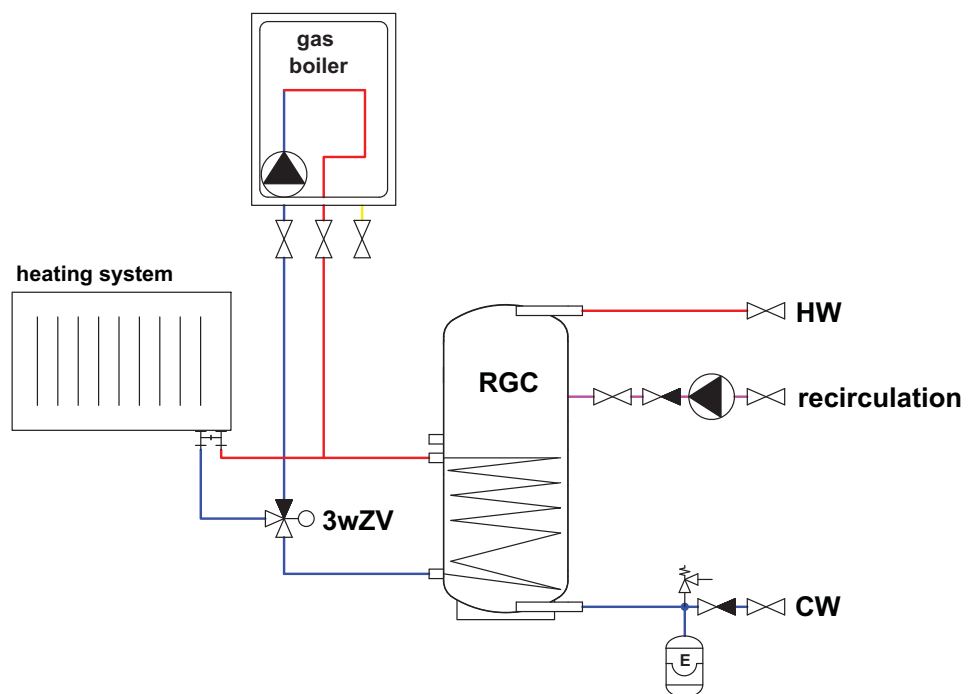 gas
boiler
heating system
HW
RGC
recirculation
3wZV
CW
E